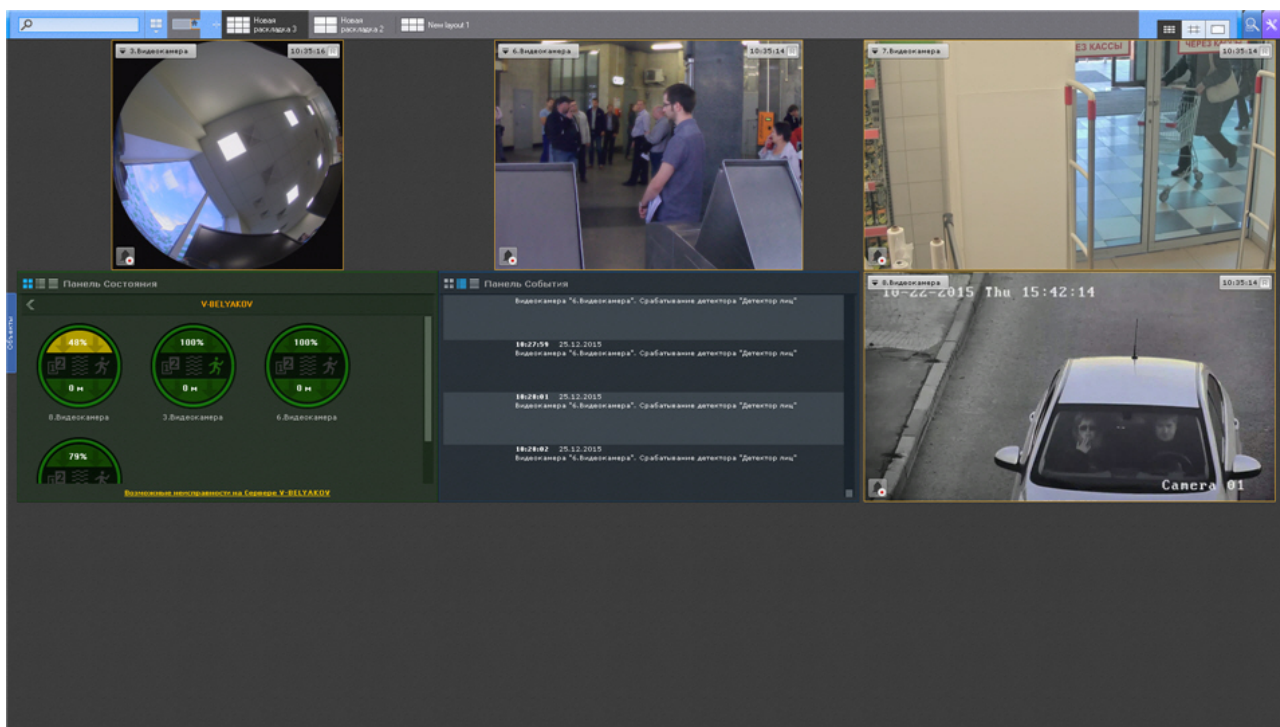 Новая
раскладка 3
Новая
раскладка 2
New layout 1
3.Видеокамера
10:35:16
6.Видеокамера
10:35:14
7.Видеокамера
10:35:14
ЕЗ КАССЫ
ЧЕРЕЗ
Объекты
Панель Состояния
V-BELYAKOV
48%
0 м
8.Видеокамера
100%
0 м
3.Видеокамера
100%
0 м
6.Видеокамера
79%
Возможные неисправности на Сервере V-BELYAKOV
Панель События
Видеокамера "6.Видеокамера". Срабатывание детектора "Детектор лиц"
10:27:59 25.12.2015
Видеокамера "6.Видеокамера". Срабатывание детектора "Детектор лиц"
10:28:01 25.12.2015
Видеокамера "6.Видеокамера". Срабатывание детектора "Детектор лиц"
10:28:02 25.12.2015
Видеокамера "6.Видеокамера". Срабатывание детектора "Детектор лиц"
8.Видеокамера
10:35:14
10-22-2015 Thu 15:42:14
Camera 01